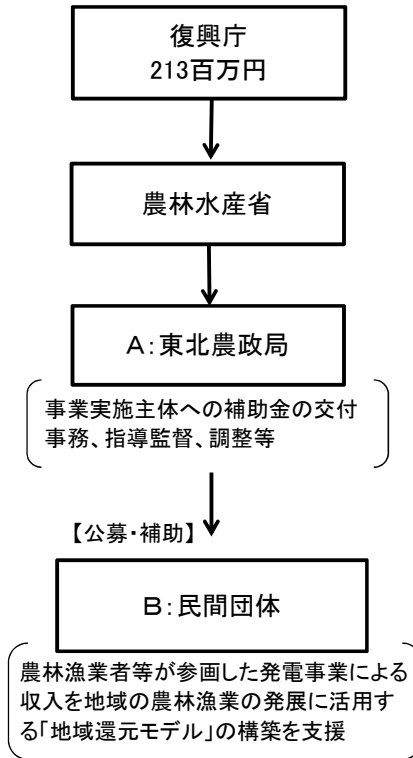 復興庁
213百万円
農林水産省
A:東北農政局
事業実施主体への補助金の交付
事務、指導監督、調整等
【公募・補助】
B:民間団体
農林漁業者等が参画した発電事業による
収入を地域の農林漁業の発展に活用す
る「地域還元モデル」の構築を支援